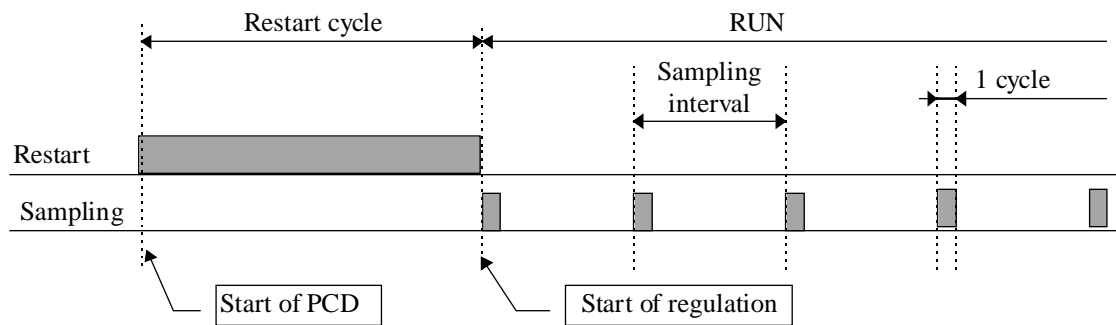 Restart cycle
RUN
Sampling
interval
1 cycle
Restart
Sampling
Start of PCD
Start of regulation